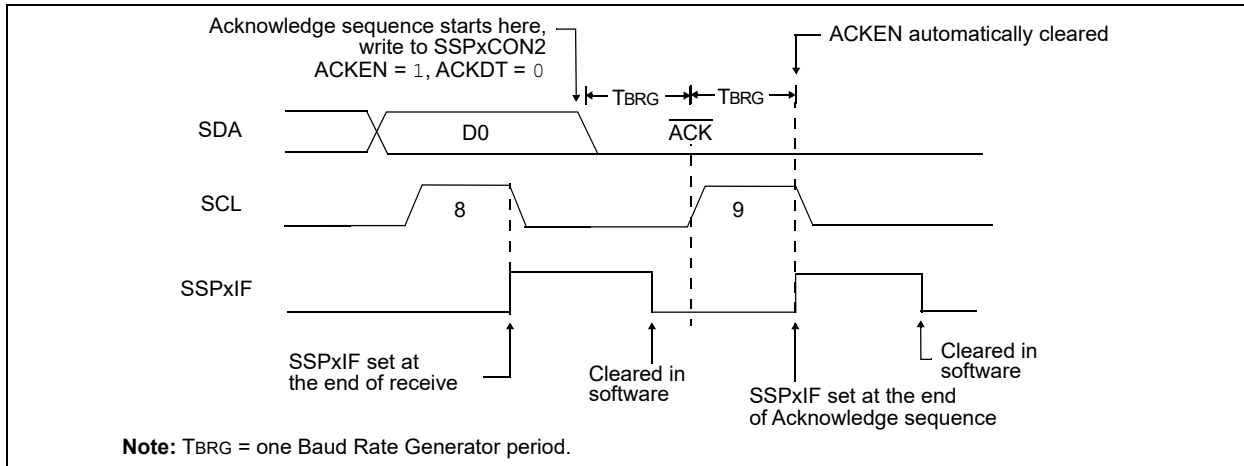 Acknowledge sequence starts here,
write to SSPxCON2
ACKEN = 1, ACKDT = 0
ACKEN automatically cleared
TBRG
TBRG
SDA
D0
ACK
SCL
8
9
SSPxIF
SSPxIF set at
the end of receive
Cleared in
software
SSPxIF set at the end
of Acknowledge sequence
Cleared in
software
Note: TBRG = one Baud Rate Generator period.